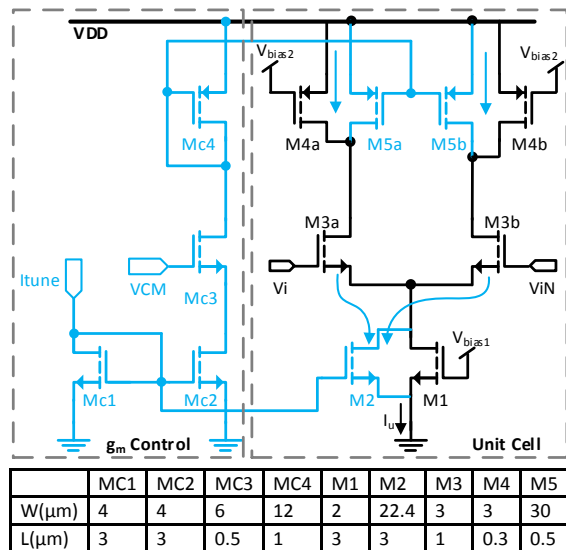 VDD
Vbias2
Vbias2
Mc4
M4a
M5a
M5b
M4b
M3a
M3b
Itune
VCM
Mc3
Vi
ViN
Vbias1
Mc1
Mc2
M2
M1
Iu
gm Control
Unit Cell
MC1 MC2 MC3 MC4 M1 M2 M3 M4 M5
W(μm) 4 4 6 12 2 22.4 3 3 30
L(μm) 3 3 0.5 1 3 3 1 0.3 0.5